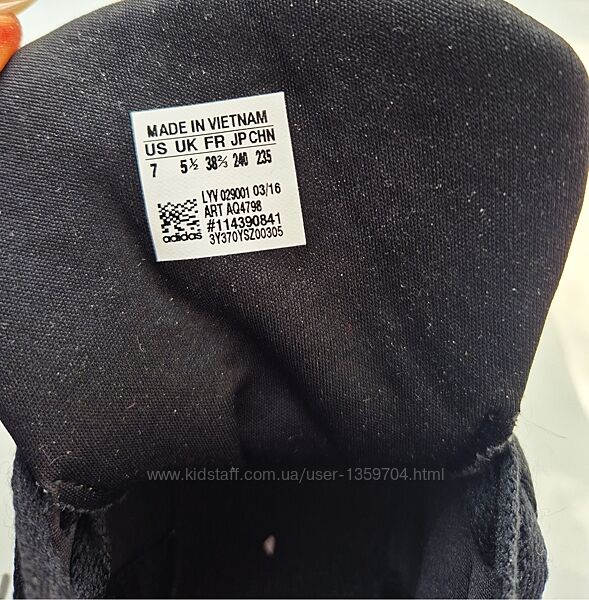 MADE IN VIETNAM
US UK FR JP CHN
7 5½ 38⅔ 240 235
LYV 029001 03/16
ART AQ4798
#114390841
adidas 3Y370YSZ00305
www.kidstaff.com.ua/user-1359704.html